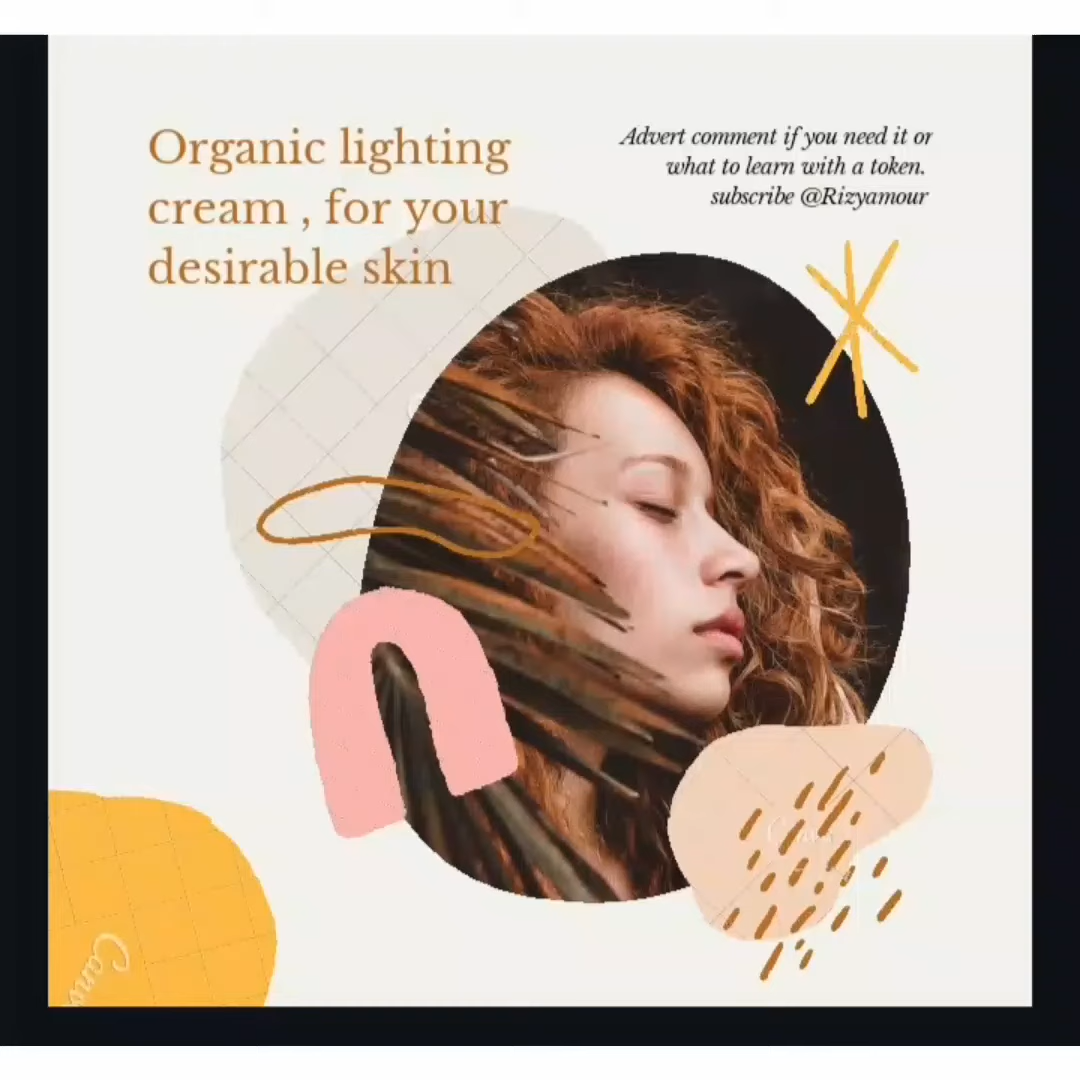 Organic lighting
cream , for your
desirable skin
Advert comment if you need it or
what to learn with a token.
subscribe @Rizyamour